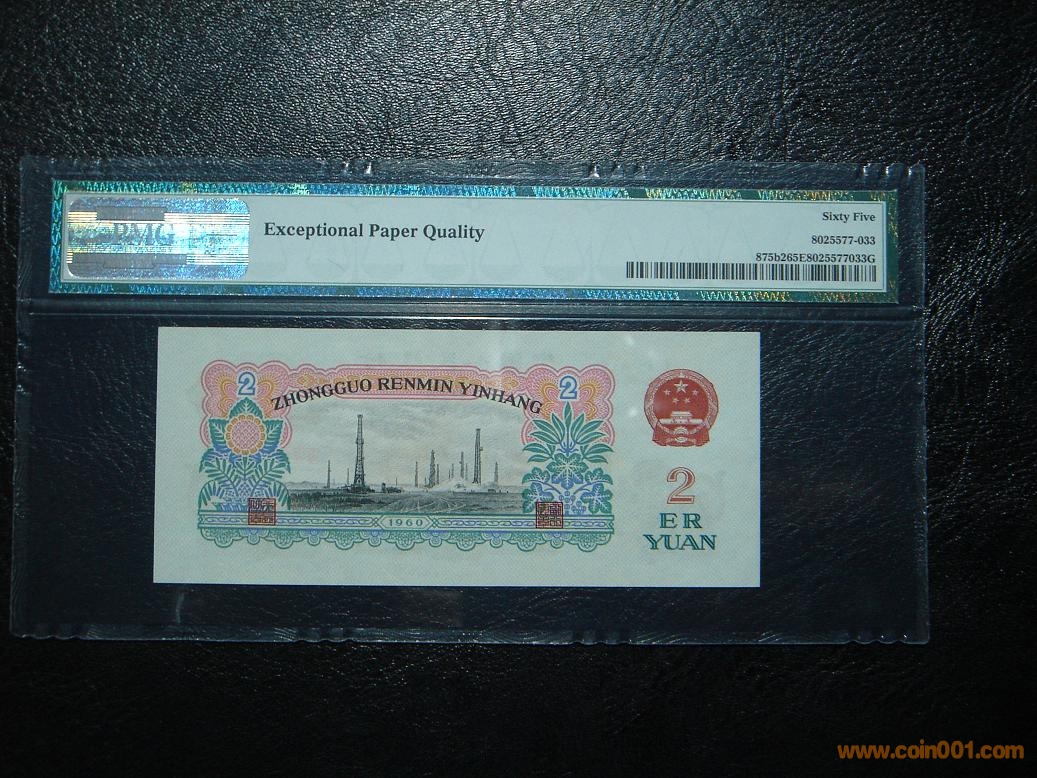 PMG
Exceptional Paper Quality
Sixty Five
8025577-033
875b265E8025577033G
2
ZHONGGUO RENMIN YINHANG
2
1960
2
ER
YUAN
www.coin001.com